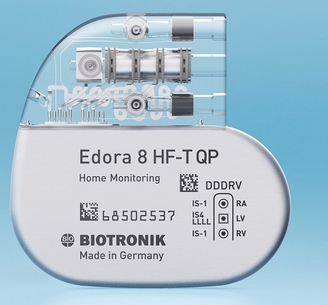 Edora 8 HF-T QP
Home Monitoring
DDDRV
68502537
IS-1 RA
IS4 LLLL LV
IS-1 RV
BIO BIOTRONIK
Made in Germany